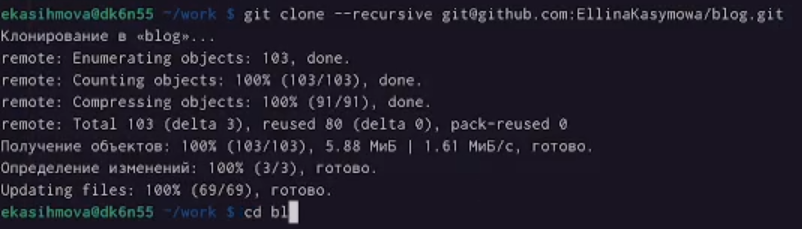 ekasihmova@dk6n55 ~/work $ git clone --recursive git@github.com:EllinaKasymowa/blog.git
Клонирование в «blog»...
remote: Enumerating objects: 103, done.
remote: Counting objects: 100% (103/103), done.
remote: Compressing objects: 100% (91/91), done.
remote: Total 103 (delta 3), reused 80 (delta 0), pack-reused 0
Получение объектов: 100% (103/103), 5.88 МиБ | 1.61 МиБ/с, готово.
Определение изменений: 100% (3/3), готово.
Updating files: 100% (69/69), готово.
ekasihmova@dk6n55 ~/work $ cd bl